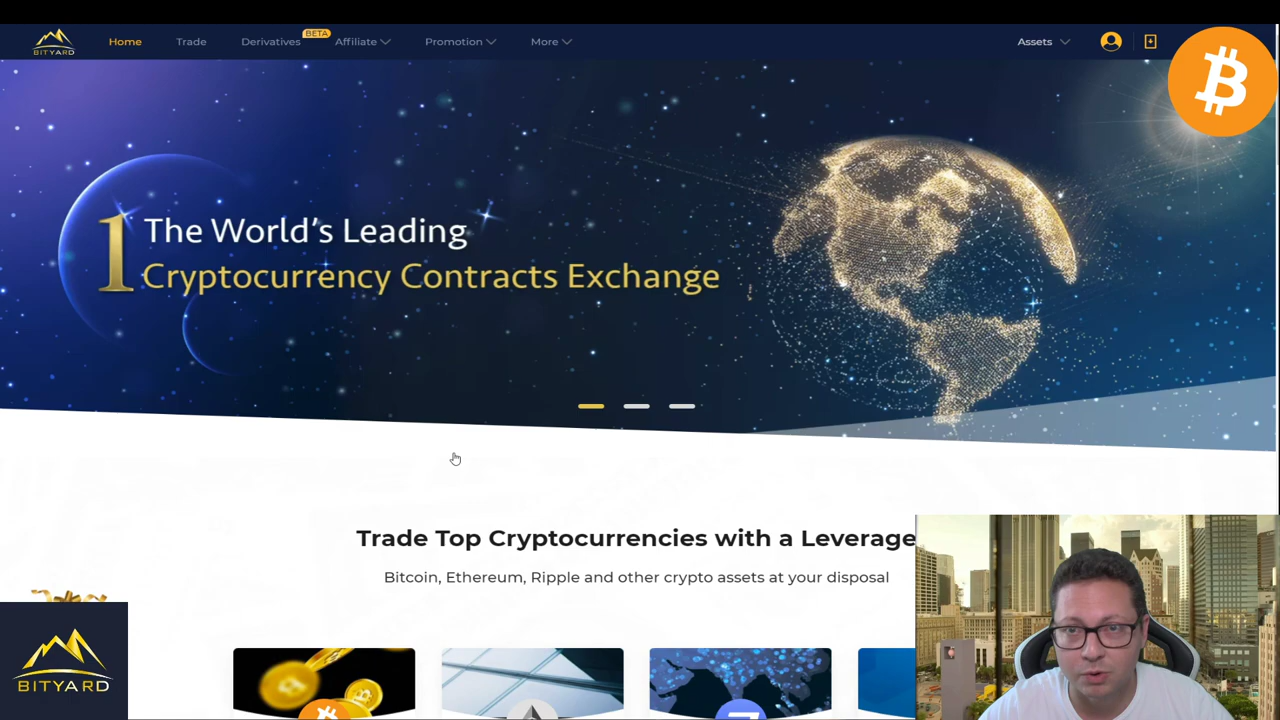 BITYARD
Home
Trade
Derivatives
BETA
Affiliate
Promotion
More
Assets
1 The World's Leading
Cryptocurrency Contracts Exchange
Trade Top Cryptocurrencies with a Leverage
Bitcoin, Ethereum, Ripple and other crypto assets at your disposal
BITYARD